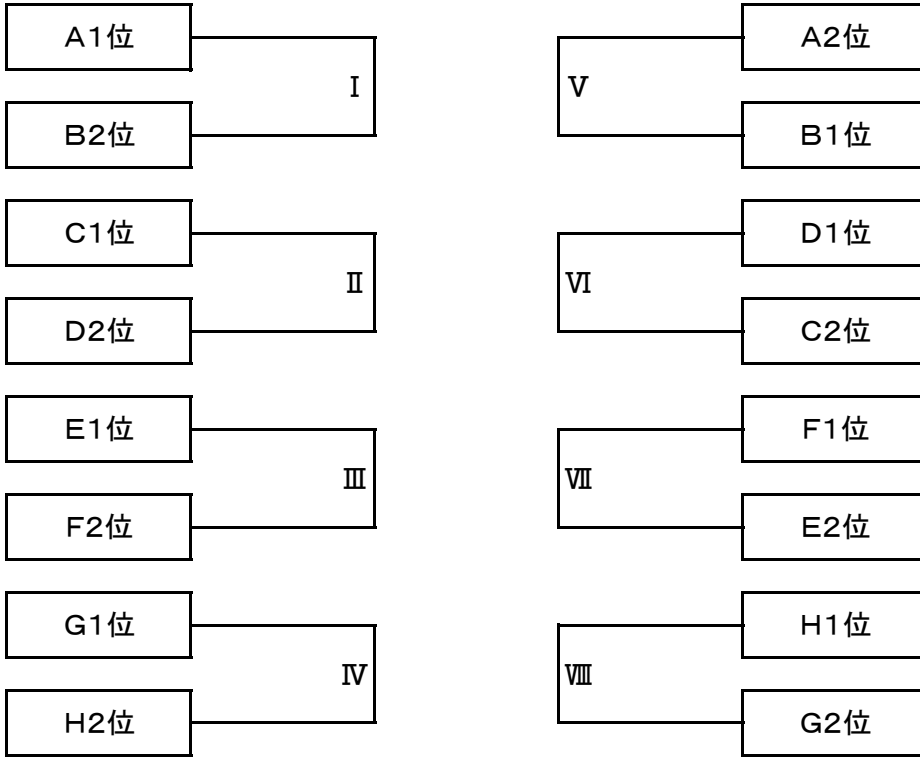 A1位
Ⅰ
B2位
C1位
Ⅱ
D2位
E1位
Ⅲ
F2位
G1位
Ⅳ
H2位
A2位
Ⅴ
B1位
D1位
Ⅵ
C2位
F1位
Ⅶ
E2位
H1位
Ⅷ
G2位